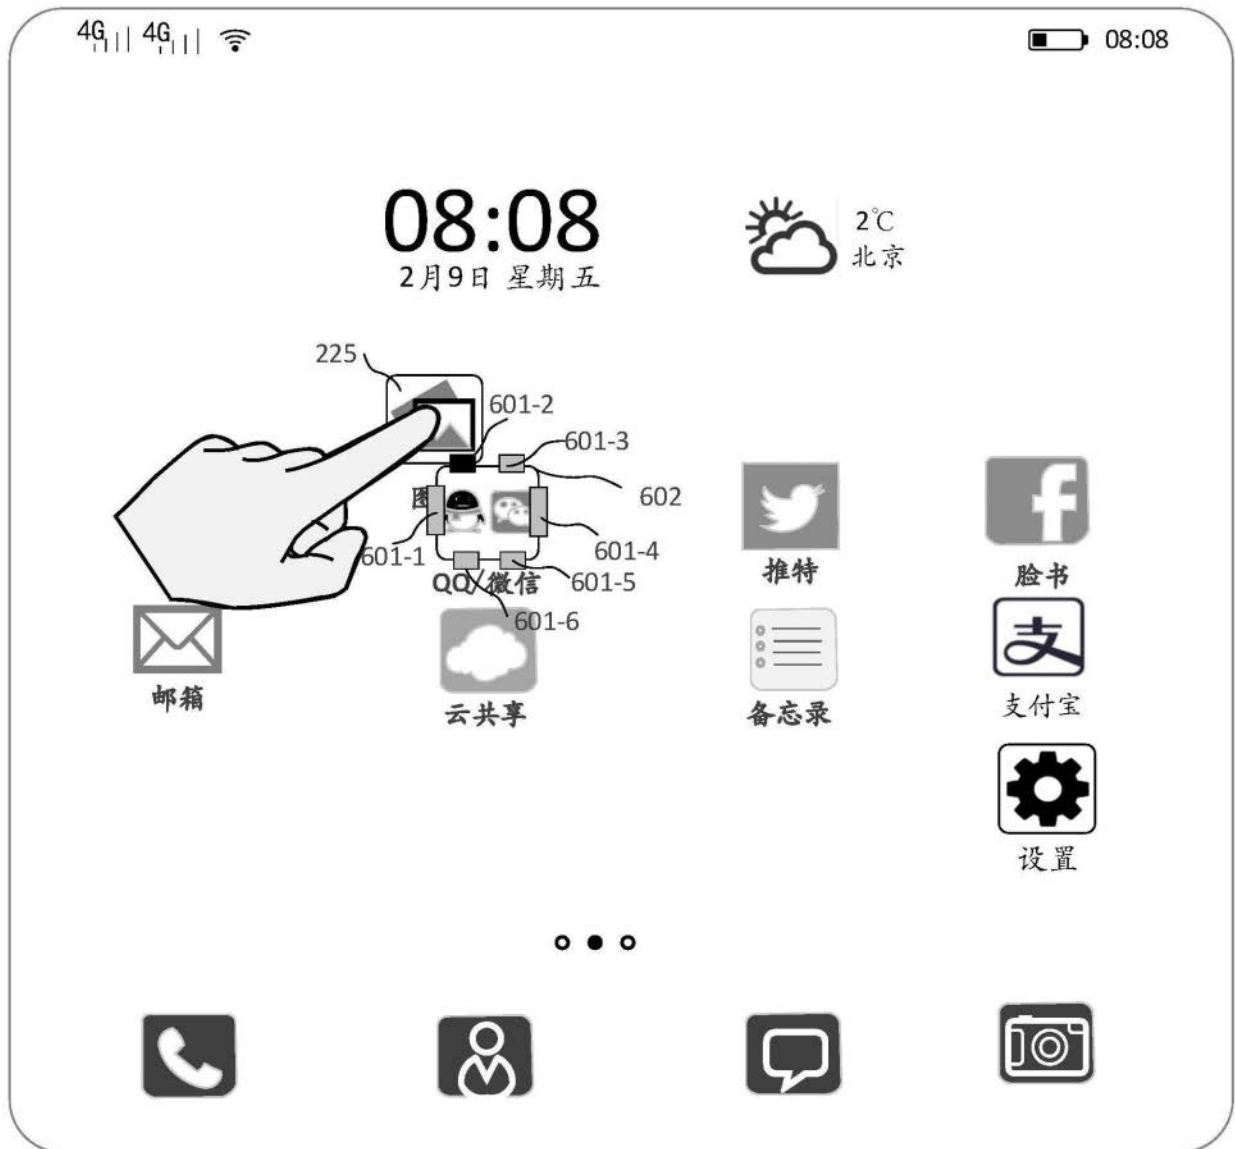 4G 4G 08:08
08:08
2月9日 星期五
2℃
北京
225
601-2
601-3
602
图
601-1
601-4
QQ/微信
601-5
601-6
推特
脸书
邮箱
云共享
备忘录
支付宝
设置